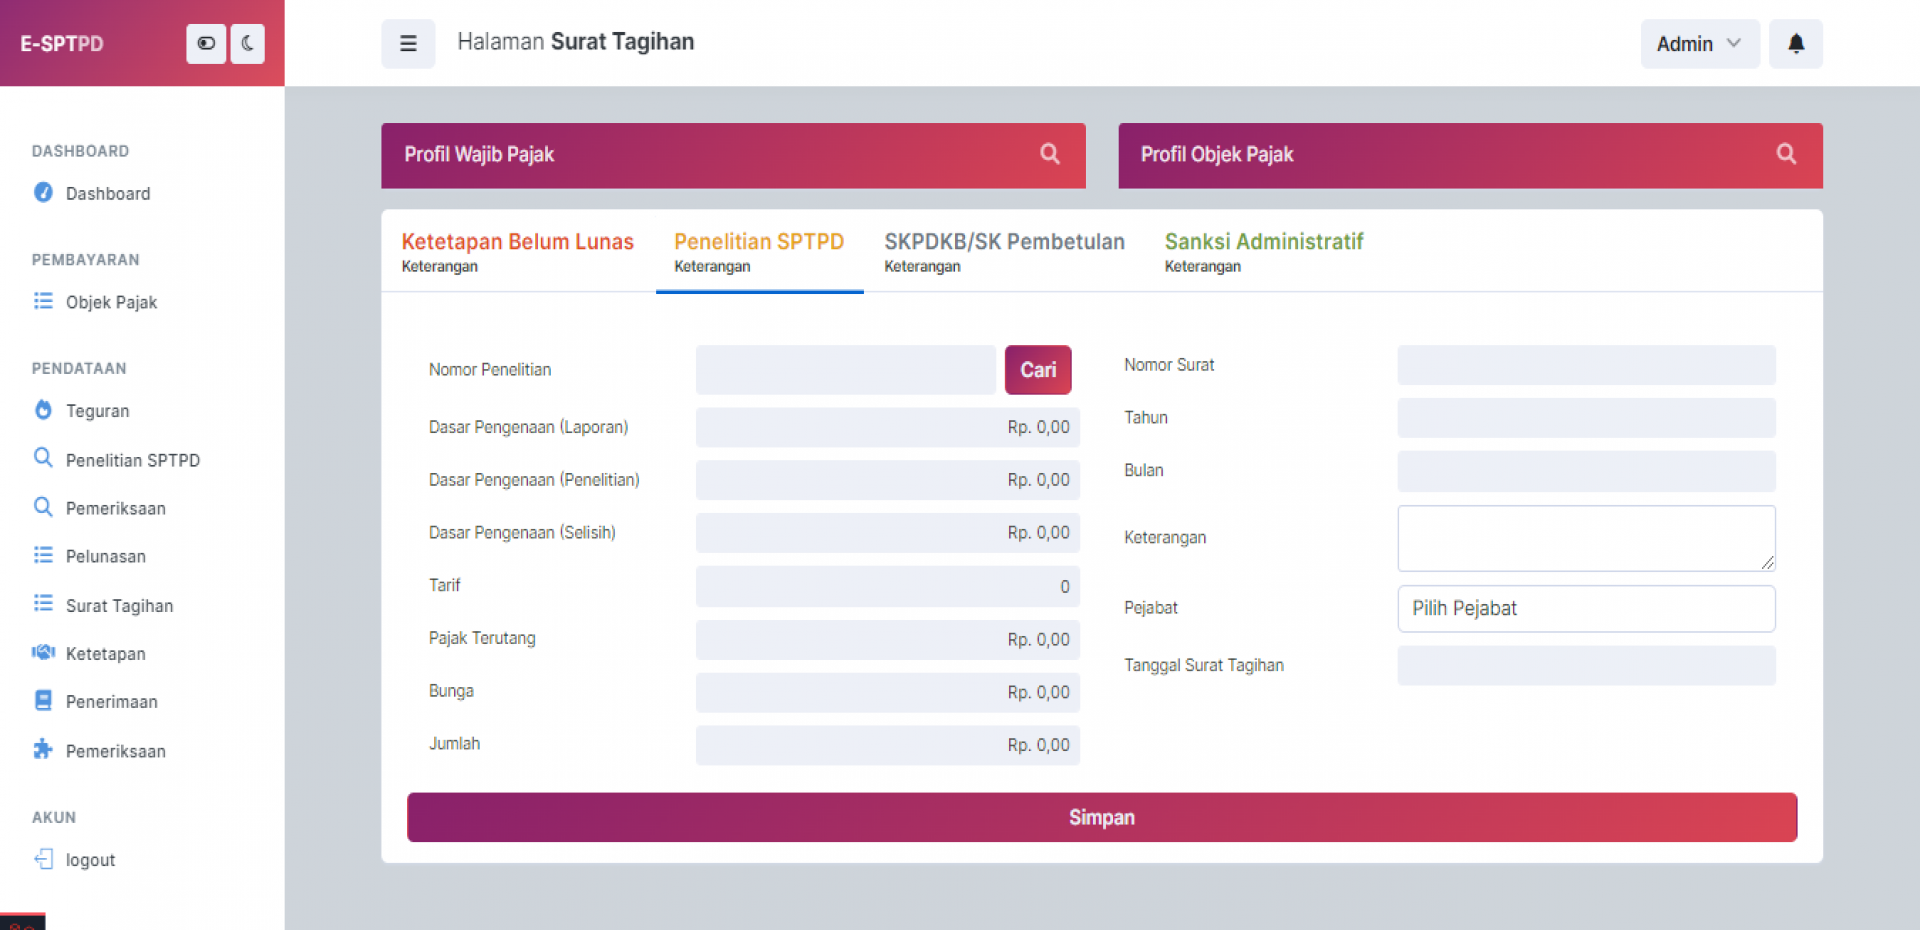 E-SPTPD
Halaman Surat Tagihan
Admin
DASHBOARD
Dashboard
PEMBAYARAN
Objek Pajak
PENDATAAN
Teguran
Penelitian SPTPD
Pemeriksaan
Pelunasan
Surat Tagihan
Ketetapan
Penerimaan
Pemeriksaan
AKUN
logout
Profil Wajib Pajak
Profil Objek Pajak
Ketetapan Belum Lunas
Keterangan
Penelitian SPTPD
Keterangan
SKPDKB/SK Pembetulan
Keterangan
Sanksi Administratif
Keterangan
Nomor Penelitian
Cari
Dasar Pengenaan (Laporan)
Rp. 0,00
Dasar Pengenaan (Penelitian)
Rp. 0,00
Dasar Pengenaan (Selisih)
Rp. 0,00
Tarif
0
Pajak Terutang
Rp. 0,00
Bunga
Rp. 0,00
Jumlah
Rp. 0,00
Nomor Surat
Tahun
Bulan
Keterangan
Pejabat
Pilih Pejabat
Tanggal Surat Tagihan
Simpan